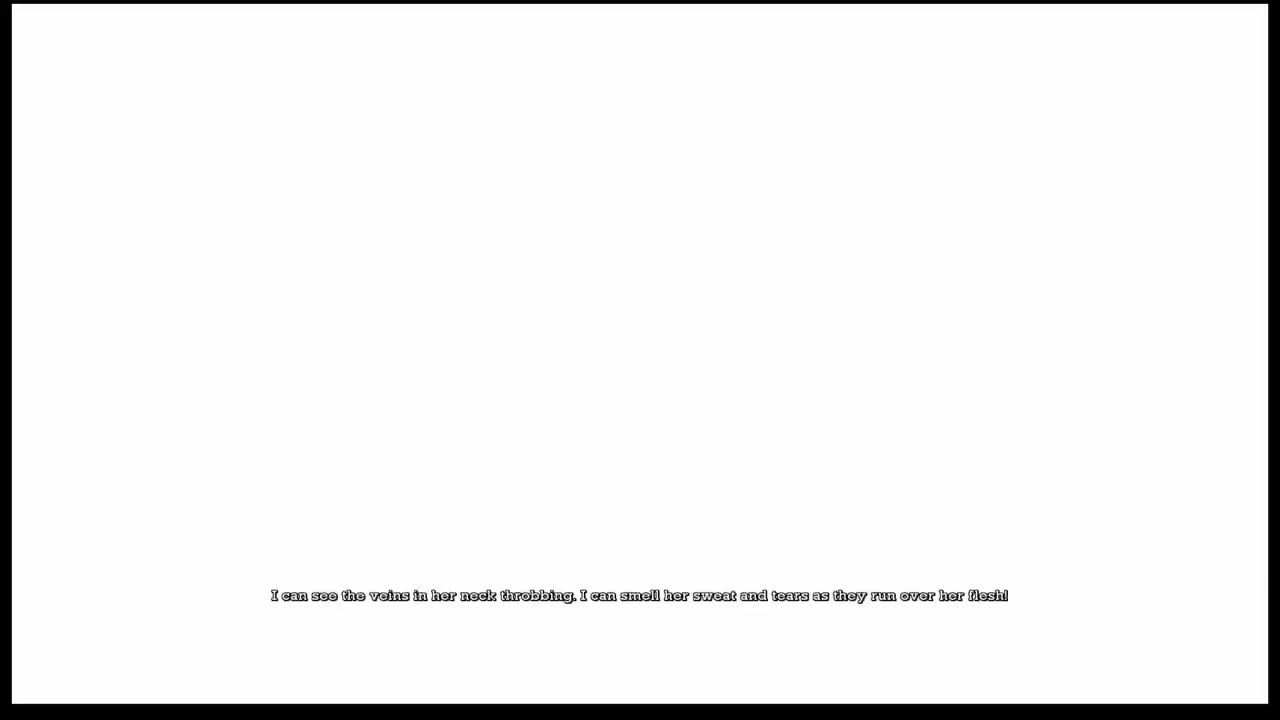 I can see the veins in her neck throbbing. I can smell her sweat and tears as they run over her flesh!